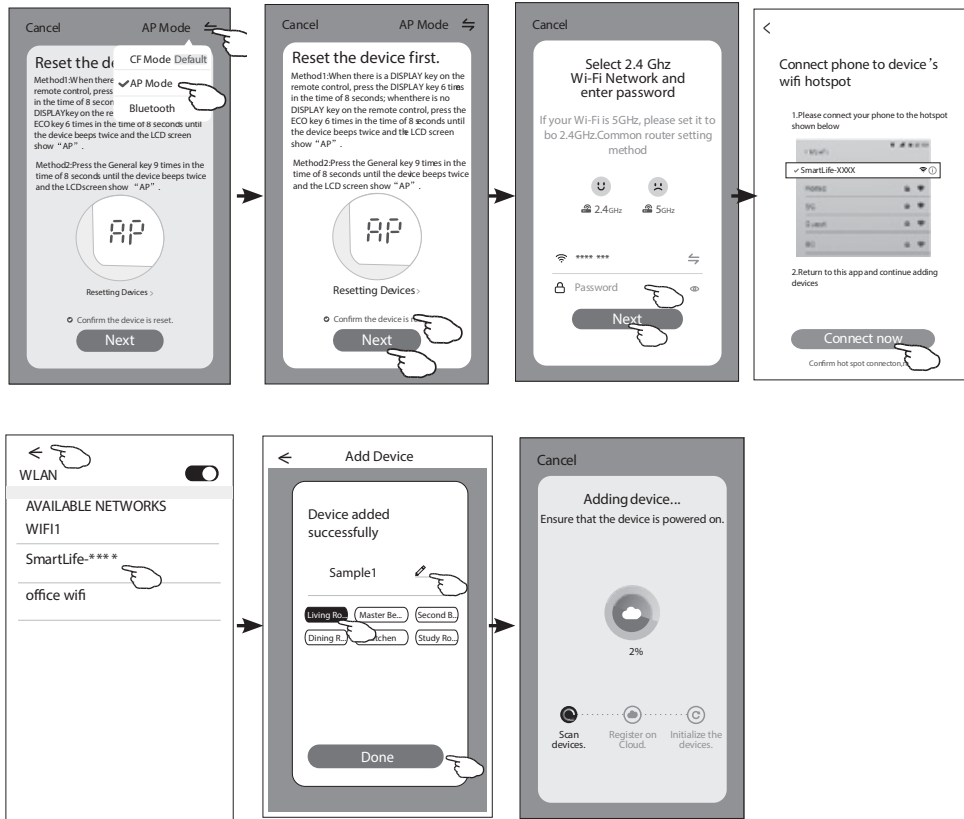 Cancel AP Mode
Reset the de
CF Mode Default
AP Mode
Bluetooth
Method1:When there
remote control, press
in the time of 8 secon
DISPLAYkey on the re
ECO key 6 times in the time of 8 seconds until
the device beeps twice and the LCD screen
show “AP”.
Method2:Press the General key 9 times in the
time of 8 seconds until the device beeps twice
and the LCDscreen show “AP”.
AP
Resetting Devices >
Confirm the device is reset.
Next
Cancel AP Mode
Reset the device first.
Method1:When there is a DISPLAY key on the
remote control, press the DISPLAY key 6 times
in the time of 8 seconds; whenthere is no
DISPLAY key on the remote control, press the
ECO key 6 times in the time of 8 seconds until
the device beeps twice and the LCD screen
show “AP”.
Method2:Press the General key 9 times in the
time of 8 seconds until the device beeps twice
and the LCD screen show “AP”.
AP
Resetting Devices >
Confirm the device is r
Next
Cancel
Select 2.4 Ghz
Wi-Fi Network and
enter password
If your Wi-Fi is 5GHz, please set it to
bo 2.4GHz.Common router setting
method
2.4GHz 5GHz
**** ***
Password
Next
<
Connect phone to device’s
wifi hotspot
1.Please connect your phone to the hotspot
shown below
SmartLife-XXXX
2.Return to this app and continue adding
devices
Connect now
Confirm hot spot connecton,
WLAN
AVAILABLE NETWORKS
WIFI1
SmartLife-****
office wifi
Add Device
Device added
successfully
Sample1
Living Ro... Master Be... Second B...
Dining R... tchen Study Ro...
Done
Cancel
Adding device...
Ensure that the device is powered on.
2%
Scan
devices.
Register on
Cloud.
Initialize the
devices.